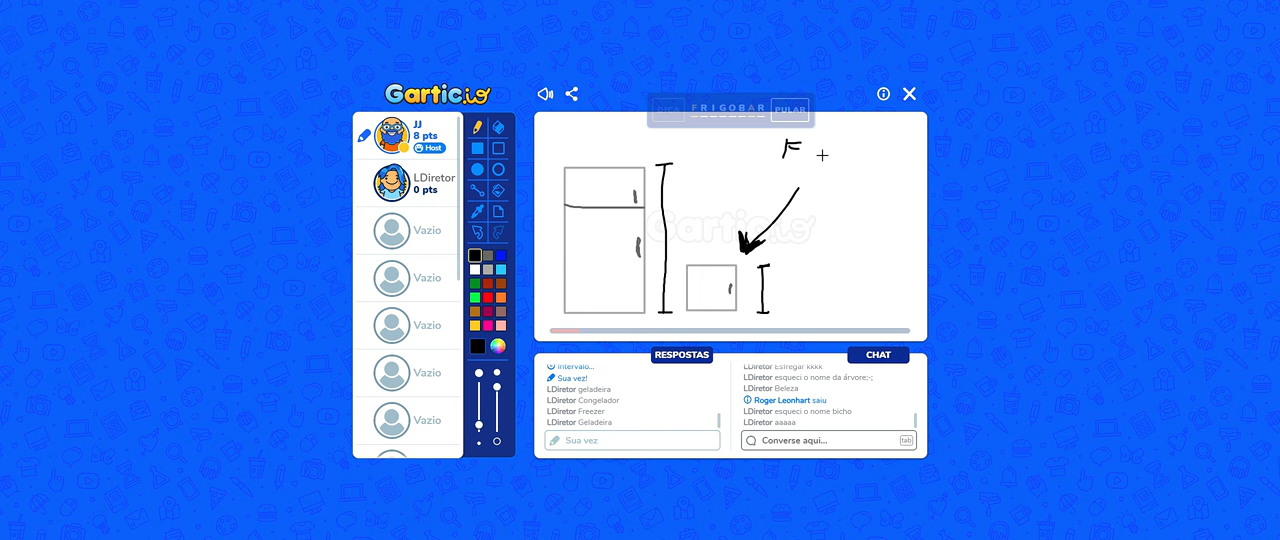 Gartic.io
DICA FRIGOBAR PULAR
JJ
8 pts
Host
LDiretor
0 pts
Vazio
Vazio
Vazio
Vazio
Vazio
F
Gartic.io
RESPOSTAS
CHAT
Intervalo...
Sua vez!
LDiretor geladeira
LDiretor Congelador
LDiretor Freezer
LDiretor Geladeira
Sua vez
LDiretor Esfregar kkkk
LDiretor esqueci o nome da árvore;-;
LDiretor Beleza
Roger Leonhart saiu
LDiretor esqueci o nome bicho
LDiretor aaaaa
Converse aqui...
tab